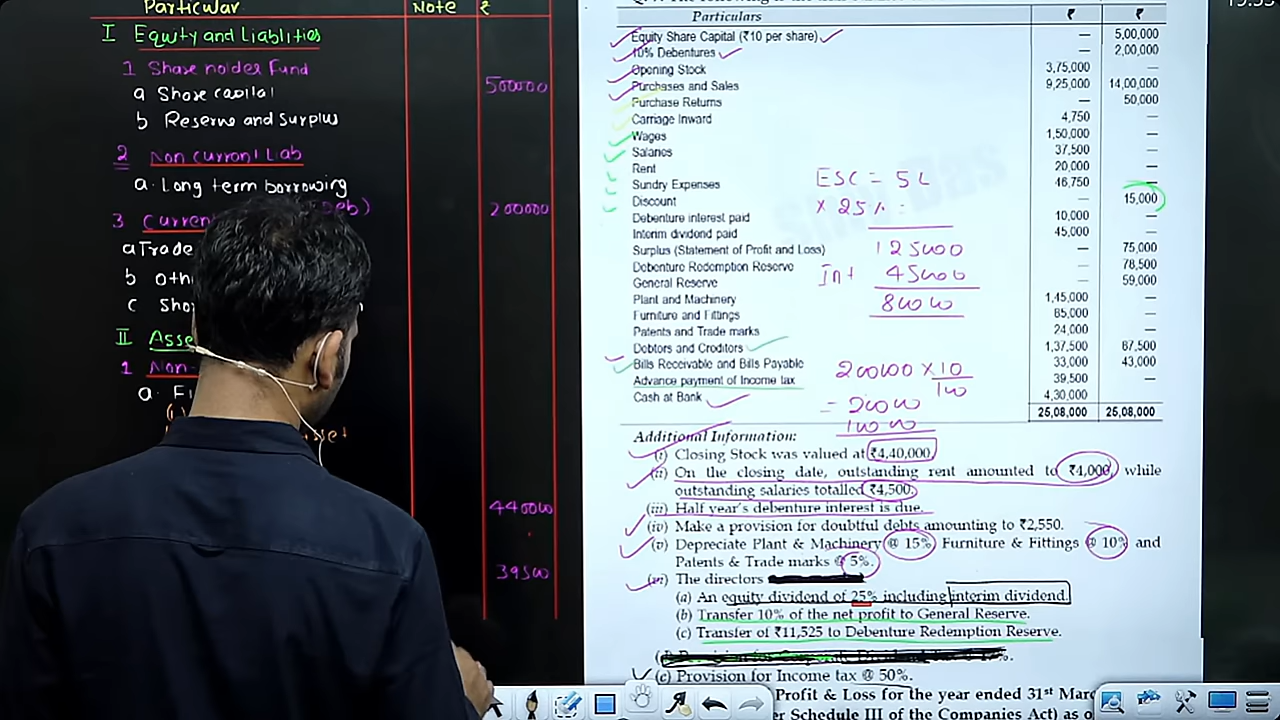 Particular Note ₹
I Equity and Liablities
1 Shase holder Fund
a Shose capital 500000
b Reserve and Surplus
2 Non current Liab
a. Long term borrowing
3 Current Deb) 200000
a Trade
b Oth
c Sho
II Asse
1 Non-
a. Fi
440000
39500
Particulars ₹ ₹
Equity Share Capital (₹10 per share) — 5,00,000
10% Debentures — 2,00,000
Opening Stock 3,75,000 —
Purchases and Sales 9,25,000 14,00,000
Purchase Returns — 50,000
Carriage Inward 4,750 —
Wages 1,50,000 —
Salaries 37,500 —
Rent 20,000 —
Sundry Expenses 46,750 —
Discount — 15,000
Debenture interest paid 10,000 —
Interim dividend paid 45,000 —
Surplus (Statement of Profit and Loss) — 75,000
Debenture Redemption Reserve — 78,500
General Reserve — 59,000
Plant and Machinery 1,45,000 —
Furniture and Fittings 85,000 —
Patents and Trade marks 24,000 —
Debtors and Creditors 1,37,500 67,500
Bills Receivable and Bills Payable 33,000 43,000
Advance payment of Income tax 39,500 —
Cash at Bank 4,30,000
25,08,000 25,08,000
ESC = 5L
x 25%
125000
Int 45000
80000
200000 x 10
100
= 20000
10000
Additional Information:
(i) Closing Stock was valued at ₹4,40,000.
(ii) On the closing date, outstanding rent amounted to ₹4,000, while
outstanding salaries totalled ₹4,500.
(iii) Half year's debenture interest is due.
(iv) Make a provision for doubtful debts amounting to ₹2,550.
(v) Depreciate Plant & Machinery @ 15% Furniture & Fittings @ 10% and
Patents & Trade marks @ 5%.
(vi) The directors
(a) An equity dividend of 25% including interim dividend.
(b) Transfer 10% of the net profit to General Reserve.
(c) Transfer of ₹11,525 to Debenture Redemption Reserve.
(c) Provision for Income tax @ 50%.
Profit & Loss for the year ended 31st Marc
er Schedule III of the Companies Act) as o